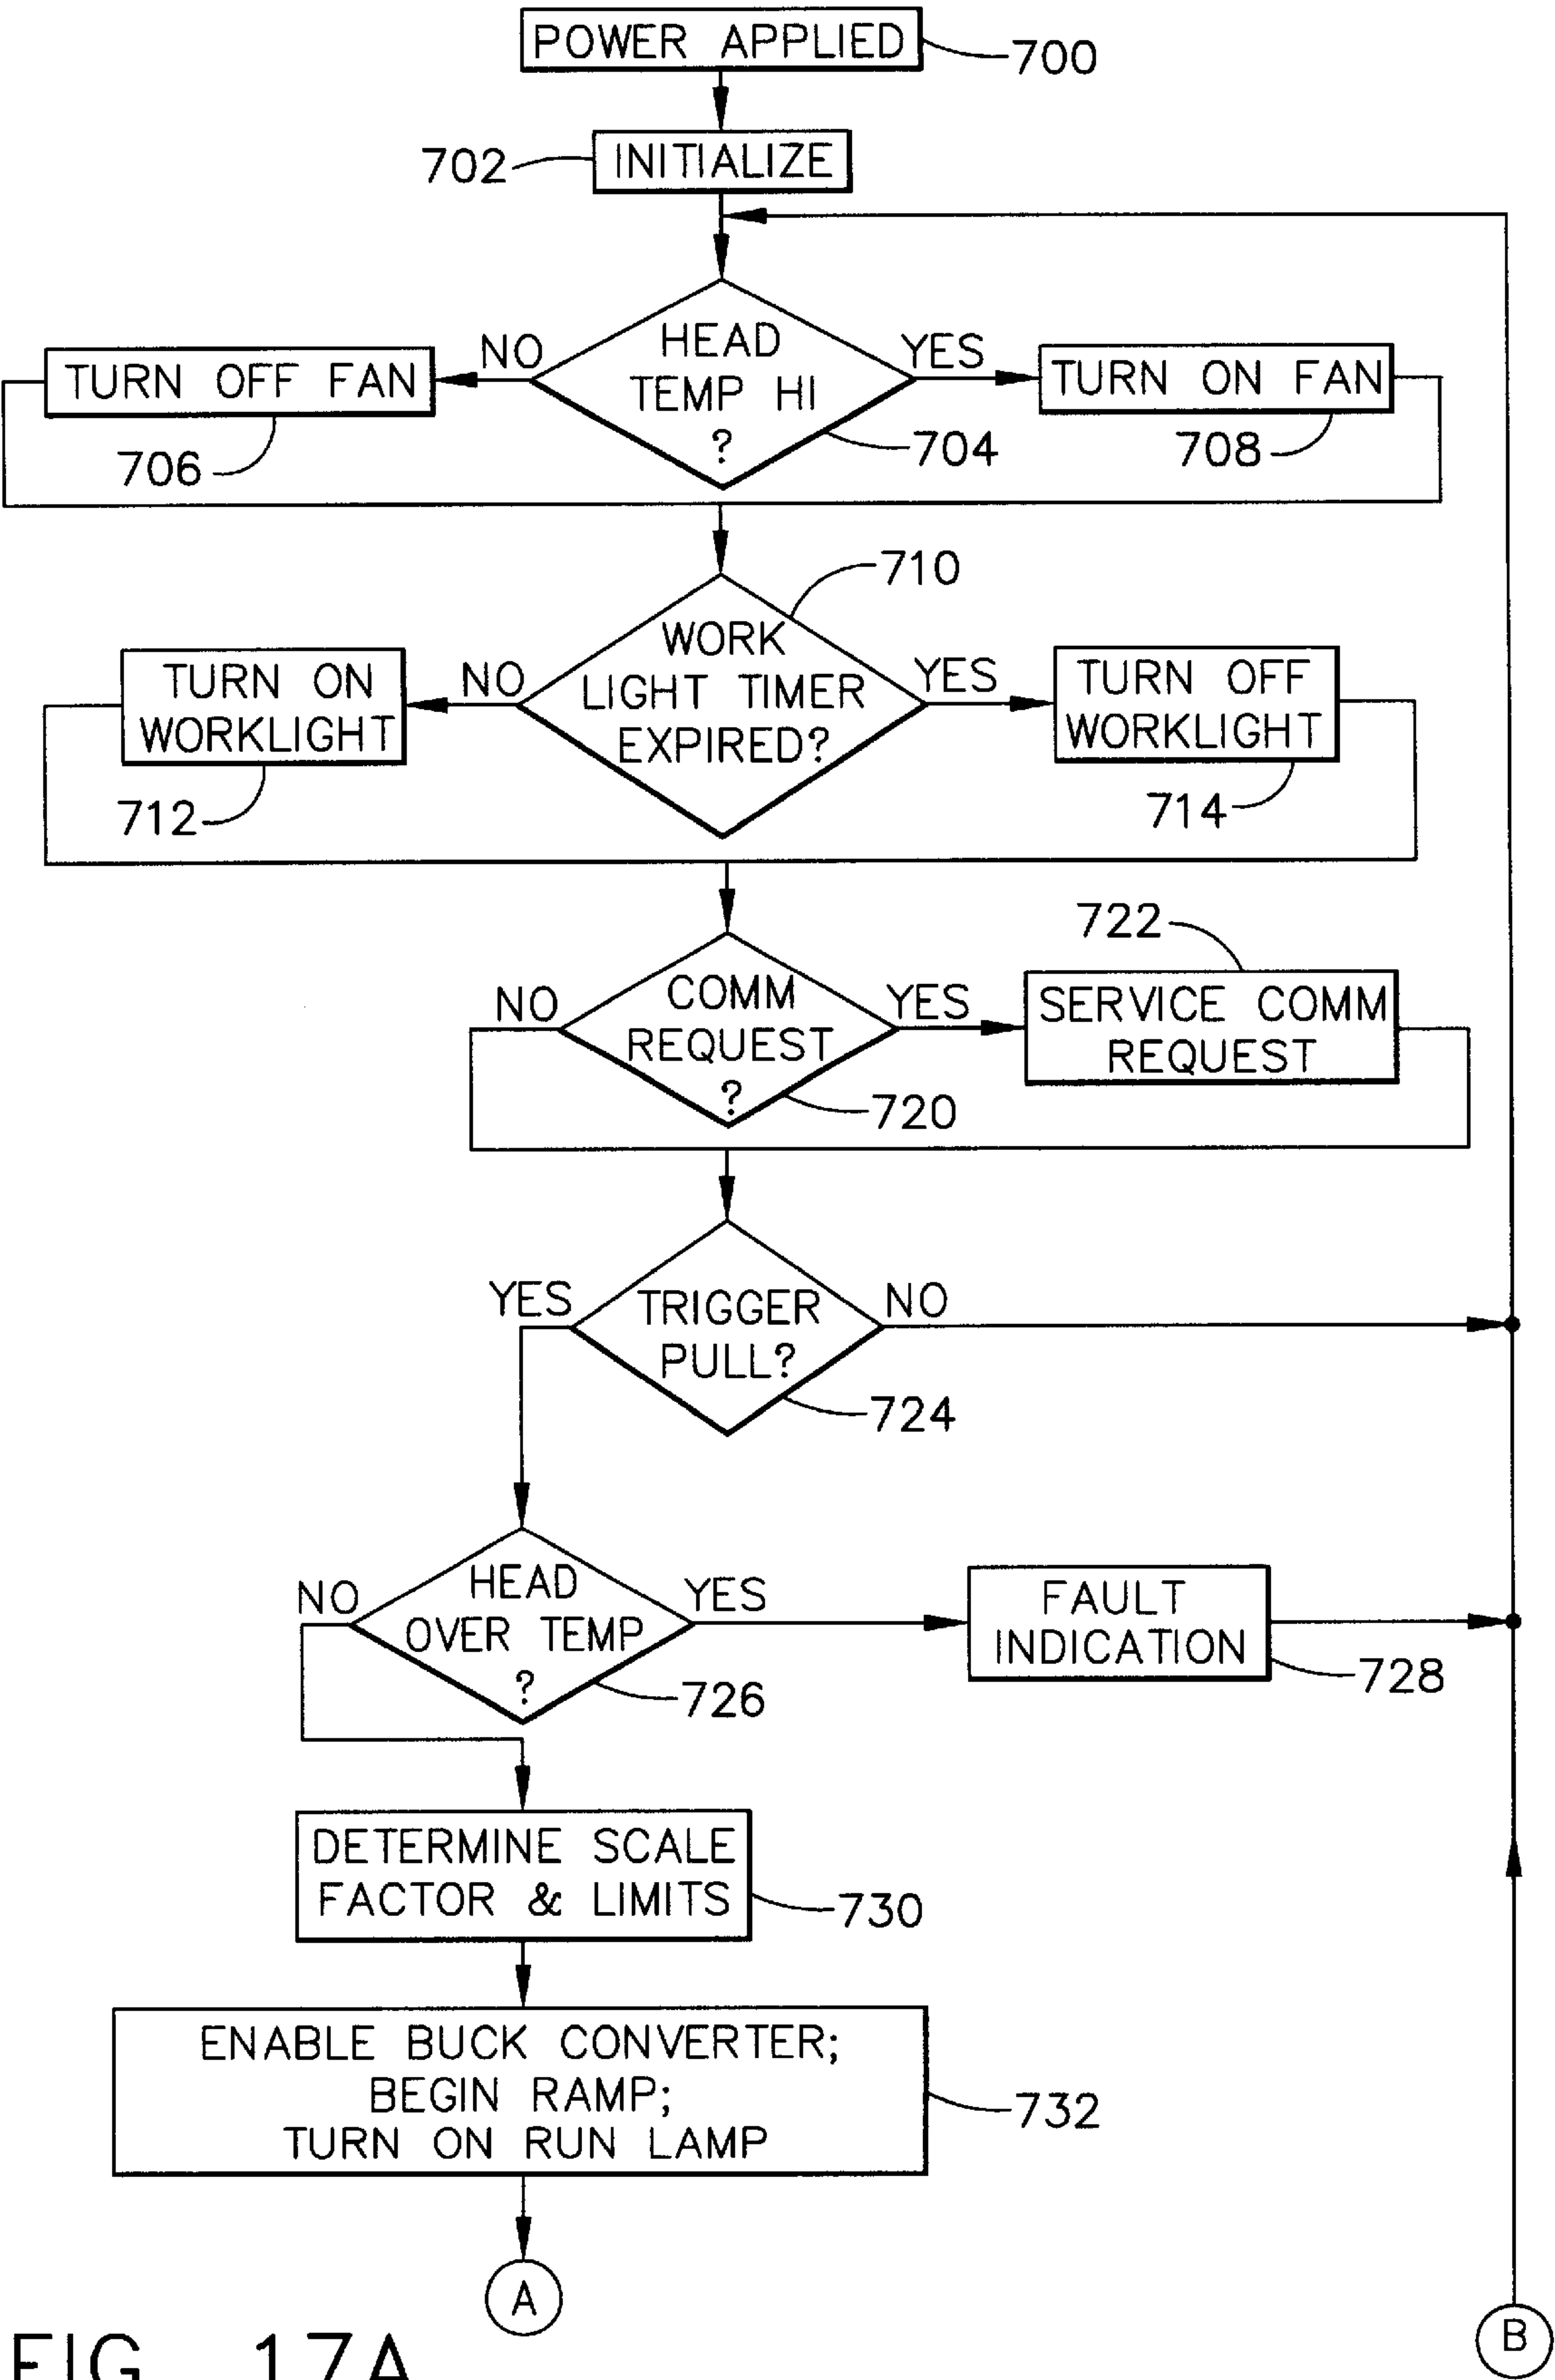 POWER APPLIED
700
702
INITIALIZE
HEAD
TEMP HI
?
NO
YES
TURN OFF FAN
TURN ON FAN
704
706
708
710
WORK
LIGHT TIMER
EXPIRED?
NO
YES
TURN ON
WORKLIGHT
TURN OFF
WORKLIGHT
712
714
722
COMM
REQUEST
?
NO
YES
SERVICE COMM
REQUEST
720
YES
TRIGGER
PULL?
NO
724
NO
HEAD
OVER TEMP
?
YES
FAULT
INDICATION
726
728
DETERMINE SCALE
FACTOR & LIMITS
730
ENABLE BUCK CONVERTER;
BEGIN RAMP;
TURN ON RUN LAMP
732
A
B
FIG. 17A